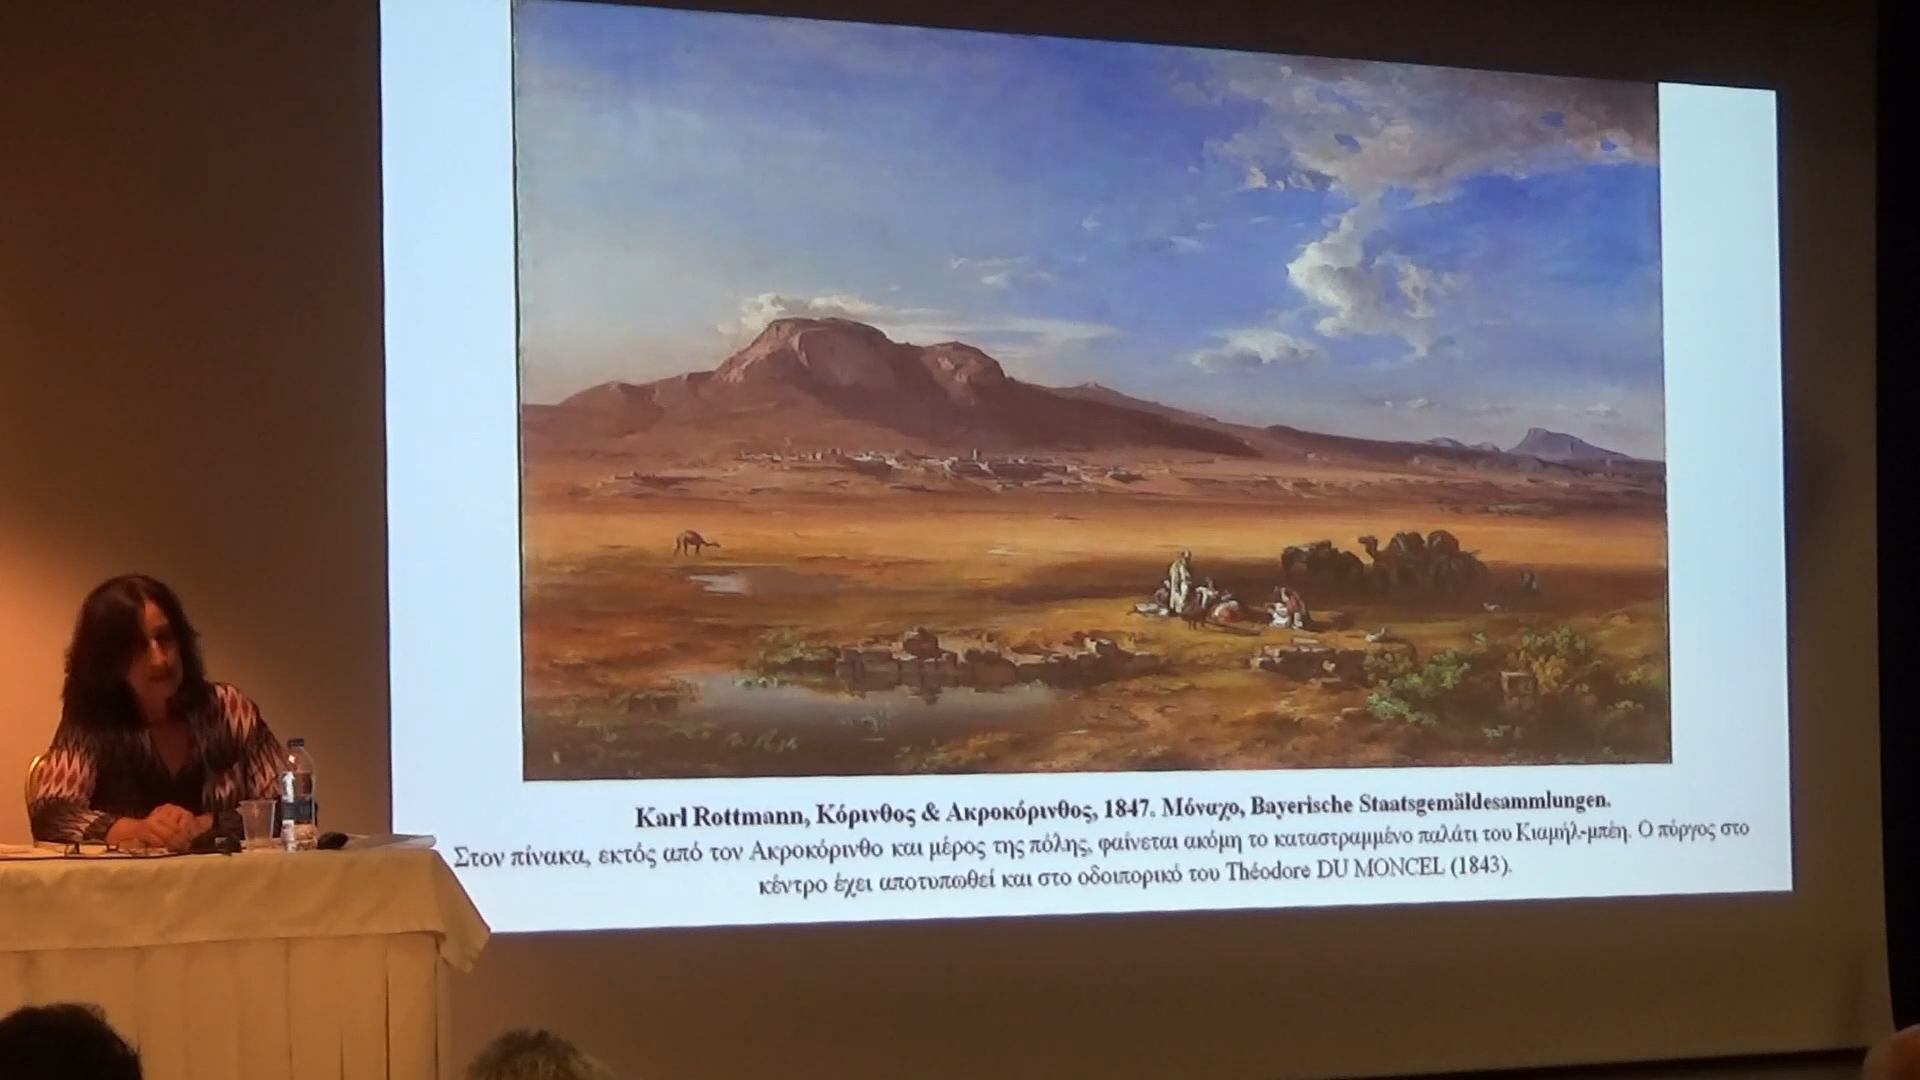 Karl Rottmann, Κόρινθος & Ακροκόρινθος, 1847. Μόναχο, Bayerische Staatsgemäldesammlungen.
Στον πίνακα, εκτός από τον Ακροκόρινθο και μέρος της πόλης, φαίνεται ακόμη το καταστραμμένο παλάτι του Κιαμήλ-μπέη. Ο πύργος στο
κέντρο έχει αποτυπωθεί και στο οδοιπορικό του Théodore DU MONCEL (1843).